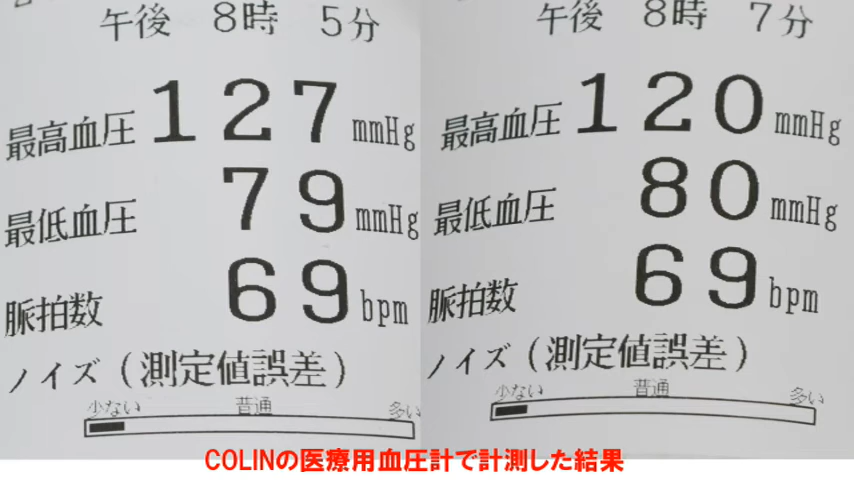 午後 8時 5分
最高血圧 127 mmHg
最低血圧 79 mmHg
脈拍数 69 bpm
ノイズ(測定値誤差)
少ない 普通 多い
午後 8時 7分
最高血圧 120 mmHg
最低血圧 80 mmHg
脈拍数 69 bpm
ノイズ(測定値誤差)
少ない 普通 多い
COLINの医療用血圧計で計測した結果